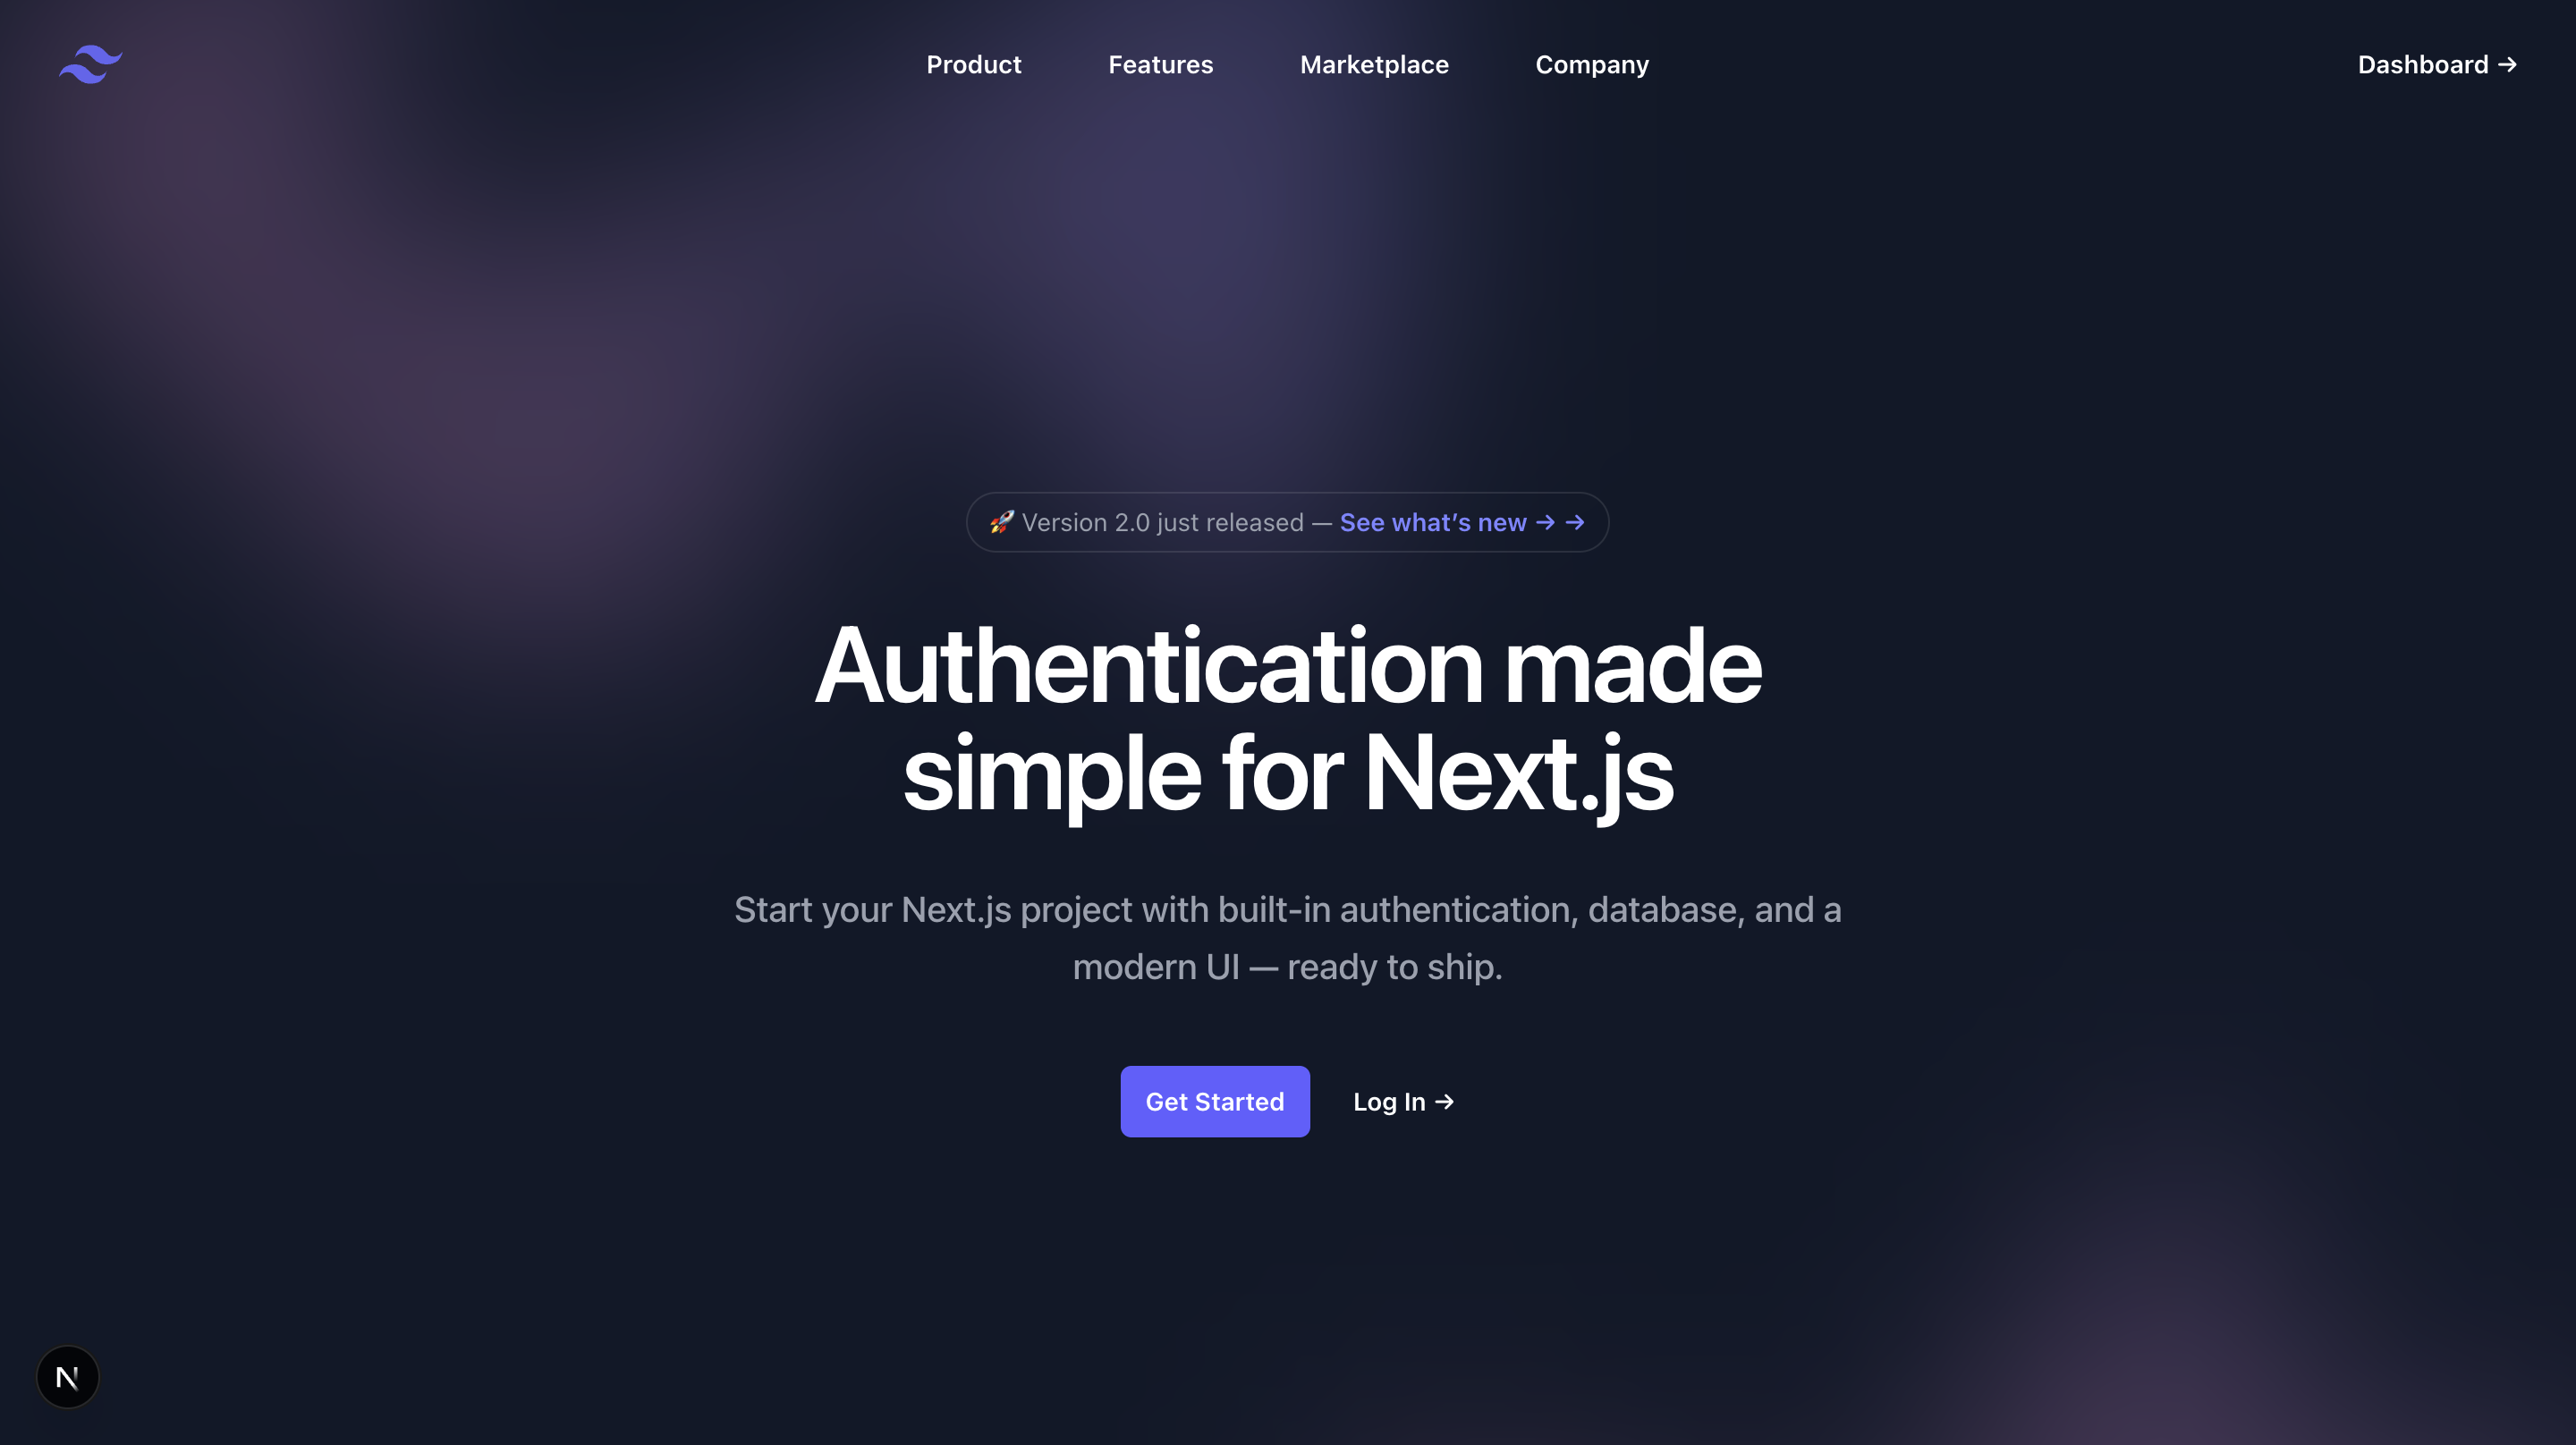 Product Features Marketplace Company Dashboard →
🚀 Version 2.0 just released — See what’s new → →
Authentication made
simple for Next.js
Start your Next.js project with built-in authentication, database, and a
modern UI — ready to ship.
Get Started Log In →
N